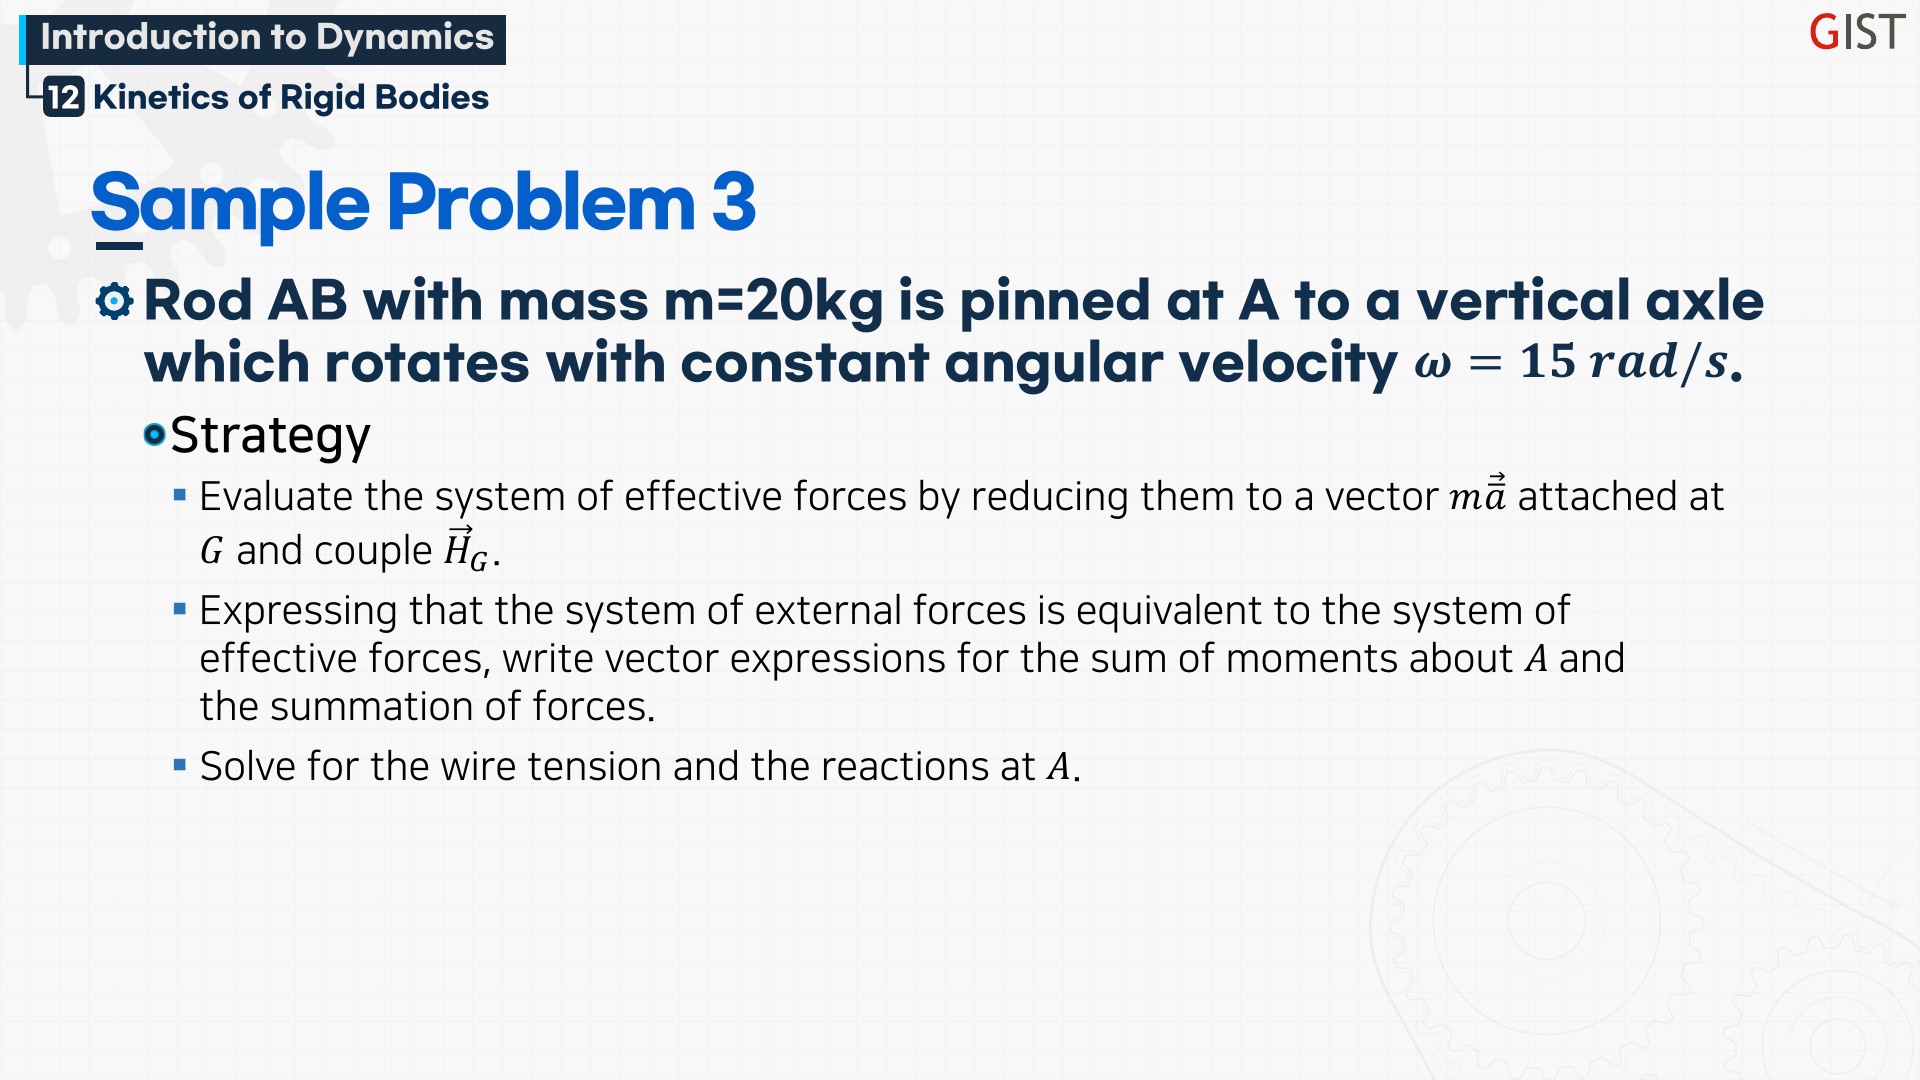 Introduction to Dynamics
GIST
12 Kinetics of Rigid Bodies
Sample Problem 3
Rod AB with mass m=20kg is pinned at A to a vertical axle
which rotates with constant angular velocity ω = 15 rad/s.
Strategy
Evaluate the system of effective forces by reducing them to a vector m\vec{\bar{a}} attached at
G and couple \vec{H}_G.
Expressing that the system of external forces is equivalent to the system of
effective forces, write vector expressions for the sum of moments about A and
the summation of forces.
Solve for the wire tension and the reactions at A.